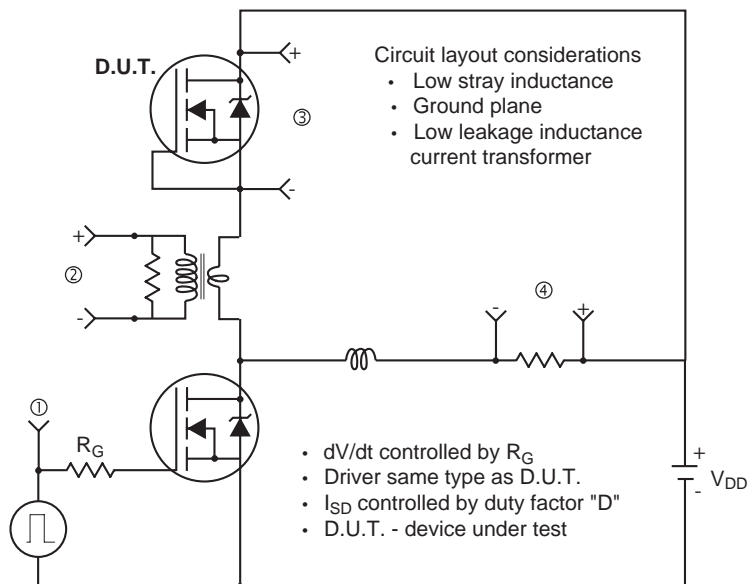 D.U.T.
+
-
③
Circuit layout considerations
• Low stray inductance
• Ground plane
• Low leakage inductance
current transformer
+
②
-
④
-
+
①
R_G
• dV/dt controlled by R_G
• Driver same type as D.U.T.
• I_SD controlled by duty factor "D"
• D.U.T. - device under test
+
V_DD
-